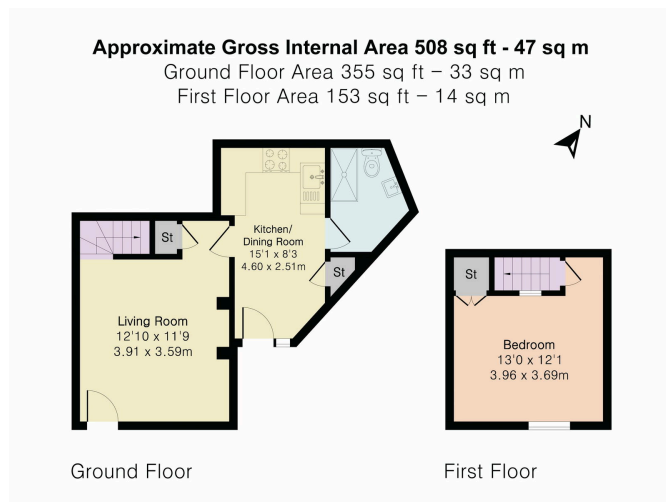 Approximate Gross Internal Area 508 sq ft - 47 sq m
Ground Floor Area 355 sq ft – 33 sq m
First Floor Area 153 sq ft – 14 sq m
N
St
Kitchen/
Dining Room
15'1 x 8'3
4.60 x 2.51m
St
Living Room
12'10 x 11'9
3.91 x 3.59m
St
Bedroom
13'0 x 12'1
3.96 x 3.69m
Ground Floor
First Floor